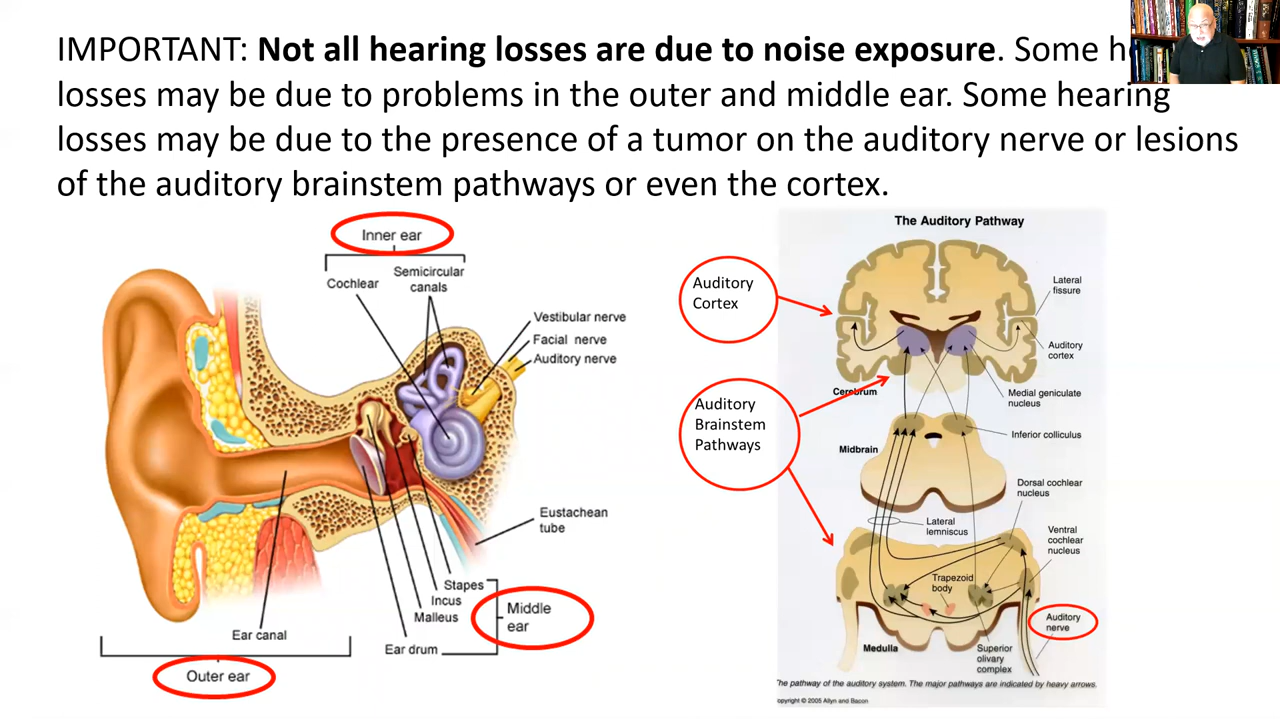 IMPORTANT: Not all hearing losses are due to noise exposure. Some
losses may be due to problems in the outer and middle ear. Some hearing
losses may be due to the presence of a tumor on the auditory nerve or lesions
of the auditory brainstem pathways or even the cortex.
Inner ear
Cochlear
Semicircular
canals
Vestibular nerve
Facial nerve
Auditory nerve
Eustachean
tube
Stapes
Incus
Malleus
Middle
ear
Ear canal
Ear drum
Outer ear
The Auditory Pathway
Auditory
Cortex
Lateral
fissure
Auditory
cortex
Cerebrum
Medial geniculate
nucleus
Auditory
Brainstem
Pathways
Inferior colliculus
Midbrain
Dorsal cochlear
nucleus
Lateral
lemniscus
Ventral
cochlear
nucleus
Trapezoid
body
Auditory
nerve
Medulla
Superior
olivary
complex
The pathway of the auditory system. The major pathways are indicated by heavy arrows.
opyright © 2005 Allyn and Bacon